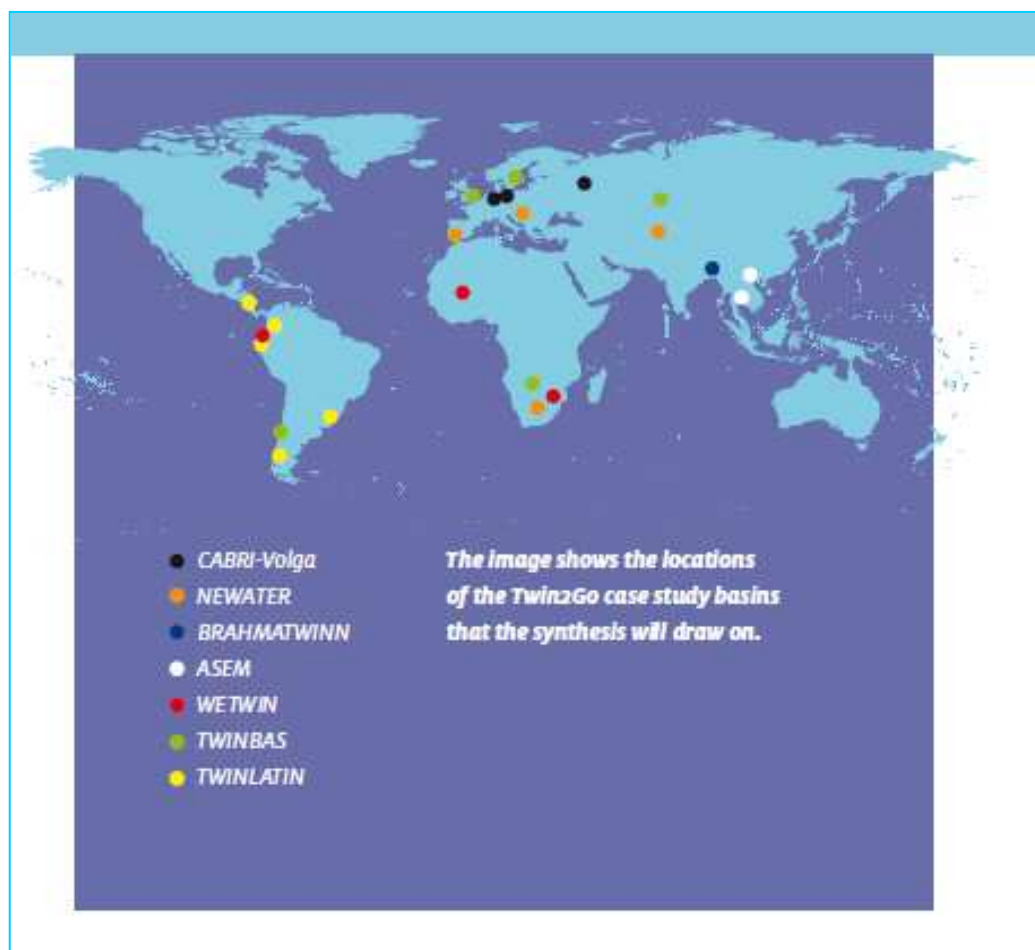 CABRI-Volga
NEWATER
BRAHMATWINN
ASEM
WETWIN
TWINBAS
TWINLATIN
The image shows the locations
of the Twin2Go case study basins
that the synthesis will draw on.